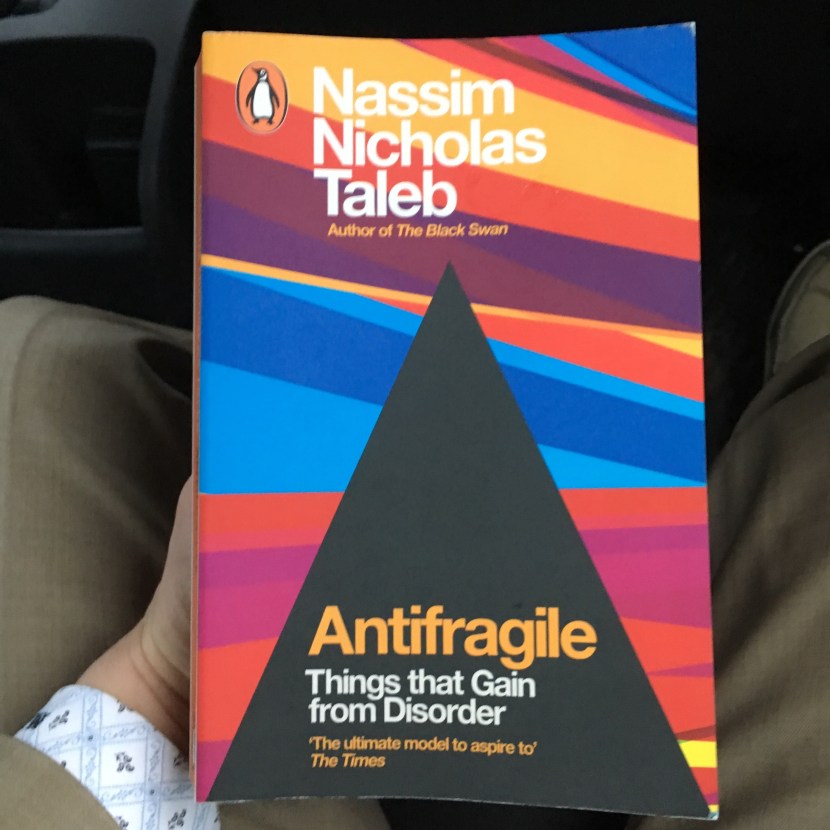 Nassim
Nicholas
Taleb
Author of The Black Swan
Antifragile
Things that Gain
from Disorder
‘The ultimate model to aspire to’
The Times